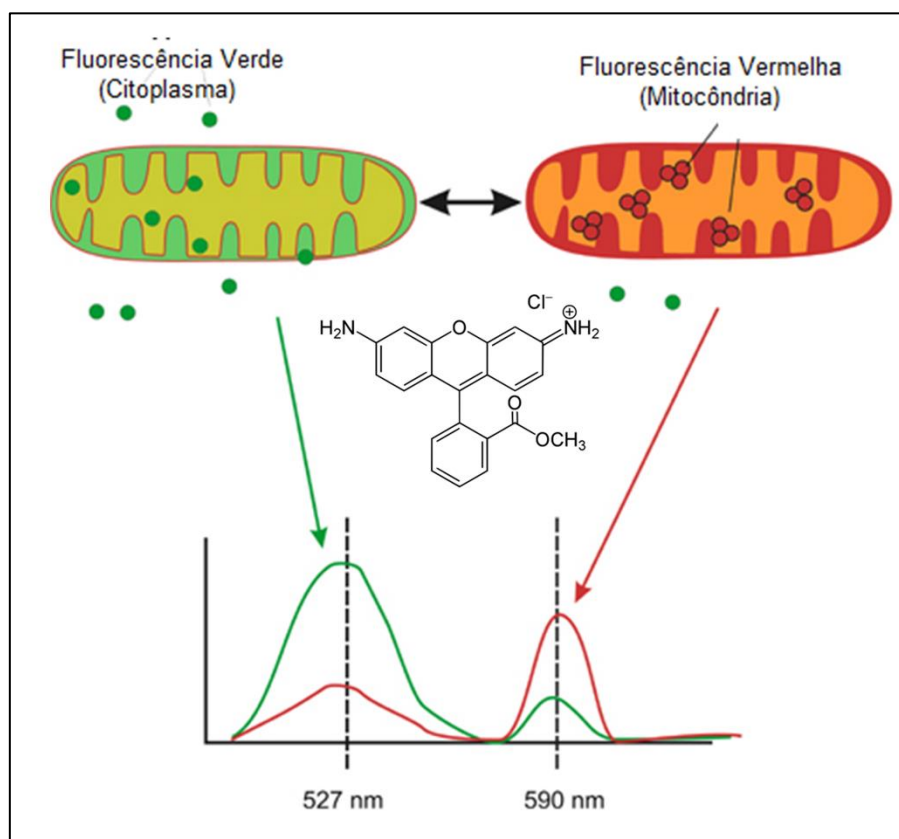 Fluorescência Verde
(Citoplasma)
Fluorescência Vermelha
(Mitocôndria)
Cl⁻
H₂N
O
⊕
NH₂
O
OCH₃
527 nm
590 nm